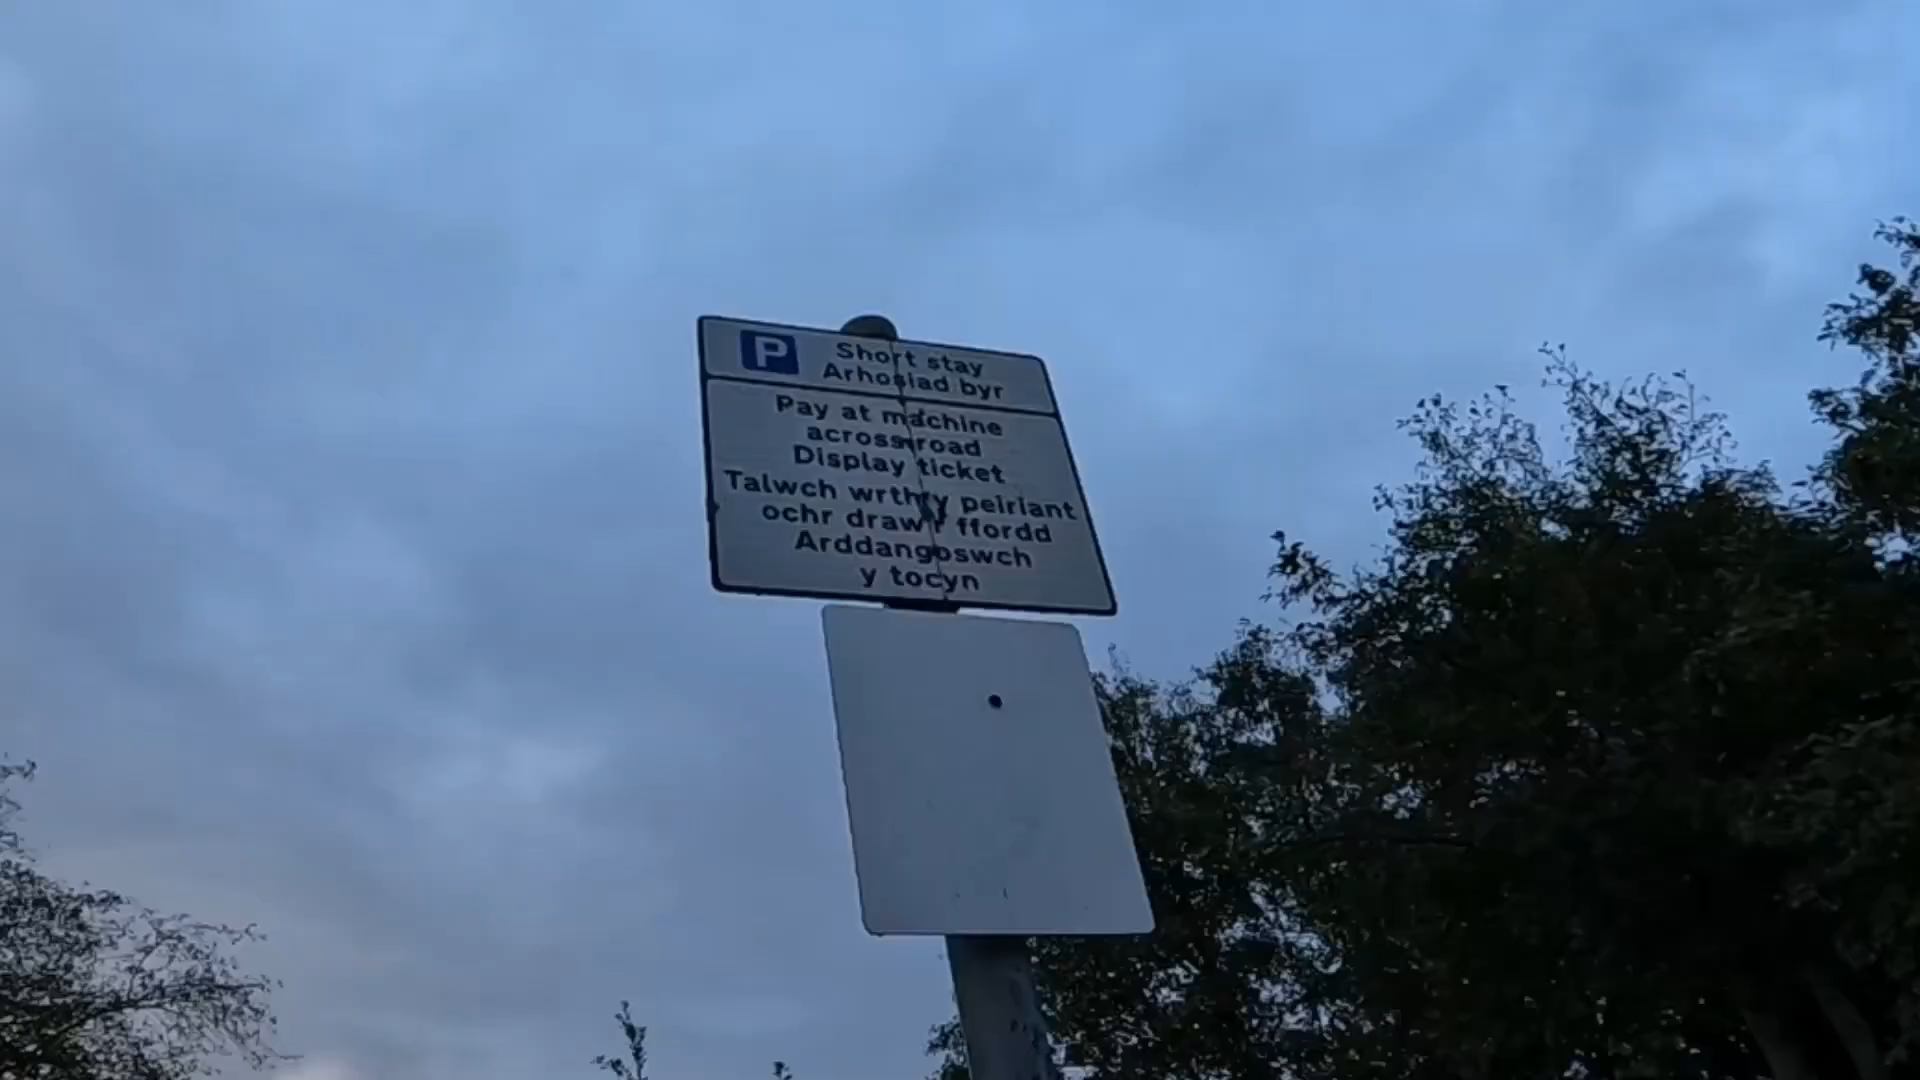 P
Short stay
Arhosiad byr
Pay at machine
across road
Display ticket
Talwch wrth y peiriant
ochr draw'r ffordd
Arddangoswch
y tocyn